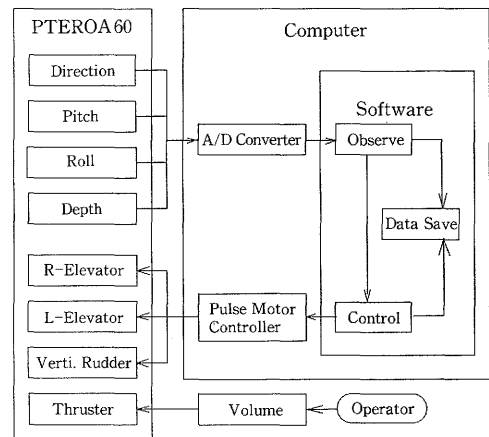 PTEROA60
Computer
Direction
Pitch
Roll
Depth
R-Elevator
L-Elevator
Verti. Rudder
Thruster
A/D Converter
Software
Observe
Data Save
Control
Pulse Motor
Controller
Volume
Operator